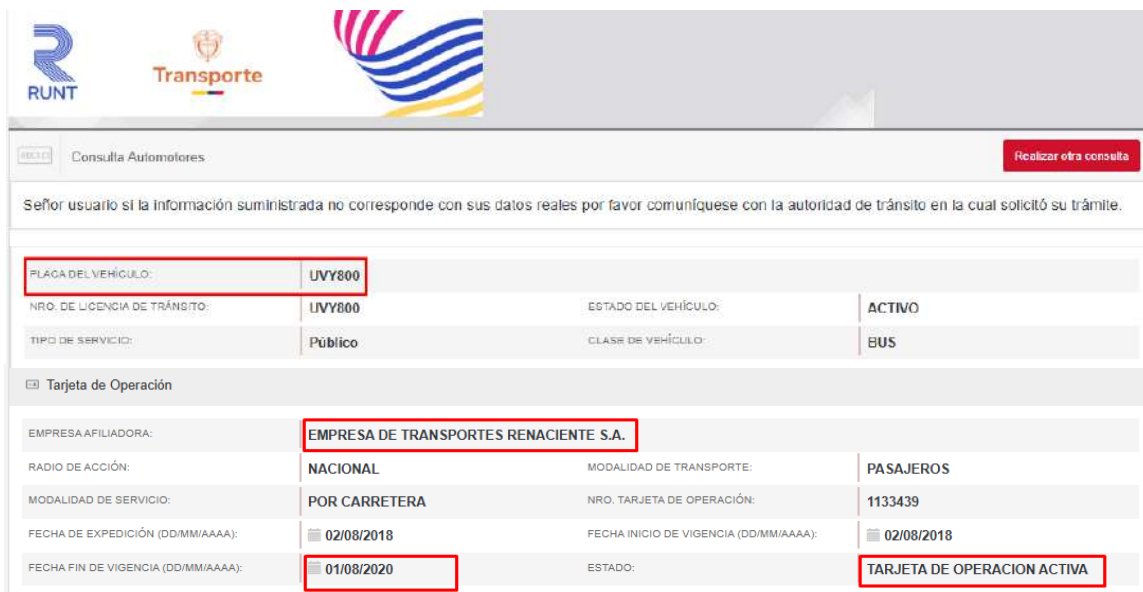 RUNT
Transporte
Consulta Automotores
Realizar otra consulta
Señor usuario si la información suministrada no corresponde con sus datos reales por favor comuníquese con la autoridad de tránsito en la cual solicitó su trámite.
PLACA DEL VEHÍCULO: UVY800
NRO. DE LICENCIA DE TRÁNSITO: UVY800 ESTADO DEL VEHÍCULO: ACTIVO
TIPO DE SERVICIO: Público CLASE DE VEHÍCULO: BUS
Tarjeta de Operación
EMPRESA AFILIADORA: EMPRESA DE TRANSPORTES RENACIENTE S.A.
RADIO DE ACCIÓN: NACIONAL MODALIDAD DE TRANSPORTE: PASAJEROS
MODALIDAD DE SERVICIO: POR CARRETERA NRO. TARJETA DE OPERACIÓN: 1133439
FECHA DE EXPEDICIÓN (DD/MM/AAAA): 02/08/2018 FECHA INICIO DE VIGENCIA (DD/MM/AAAA): 02/08/2018
FECHA FIN DE VIGENCIA (DD/MM/AAAA): 01/08/2020 ESTADO: TARJETA DE OPERACION ACTIVA